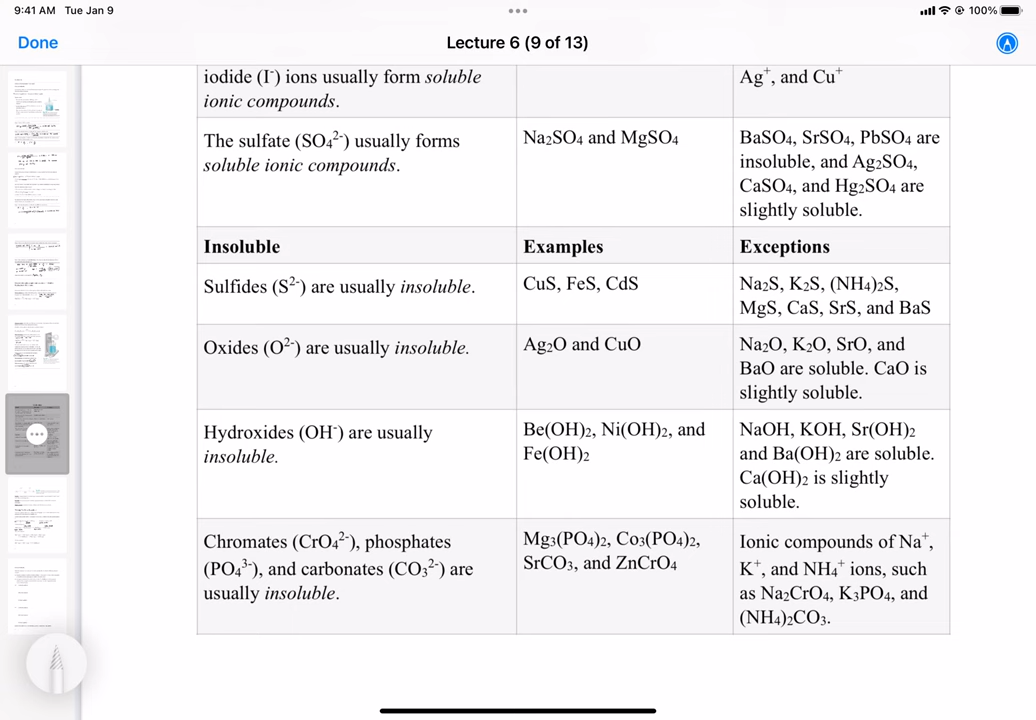 9:41 AM Tue Jan 9
100%
Done
Lecture 6 (9 of 13)
iodide (I⁻) ions usually form soluble
ionic compounds.
Ag⁺, and Cu⁺
The sulfate (SO₄²⁻) usually forms
soluble ionic compounds.
Na₂SO₄ and MgSO₄
BaSO₄, SrSO₄, PbSO₄ are
insoluble, and Ag₂SO₄,
CaSO₄, and Hg₂SO₄ are
slightly soluble.
Insoluble
Examples
Exceptions
Sulfides (S²⁻) are usually insoluble.
CuS, FeS, CdS
Na₂S, K₂S, (NH₄)₂S,
MgS, CaS, SrS, and BaS
Oxides (O²⁻) are usually insoluble.
Ag₂O and CuO
Na₂O, K₂O, SrO, and
BaO are soluble. CaO is
slightly soluble.
Hydroxides (OH⁻) are usually
insoluble.
Be(OH)₂, Ni(OH)₂, and
Fe(OH)₂
NaOH, KOH, Sr(OH)₂
and Ba(OH)₂ are soluble.
Ca(OH)₂ is slightly
soluble.
Chromates (CrO₄²⁻), phosphates
(PO₄³⁻), and carbonates (CO₃²⁻) are
usually insoluble.
Mg₃(PO₄)₂, Co₃(PO₄)₂,
SrCO₃, and ZnCrO₄
Ionic compounds of Na⁺,
K⁺, and NH₄⁺ ions, such
as Na₂CrO₄, K₃PO₄, and
(NH₄)₂CO₃.